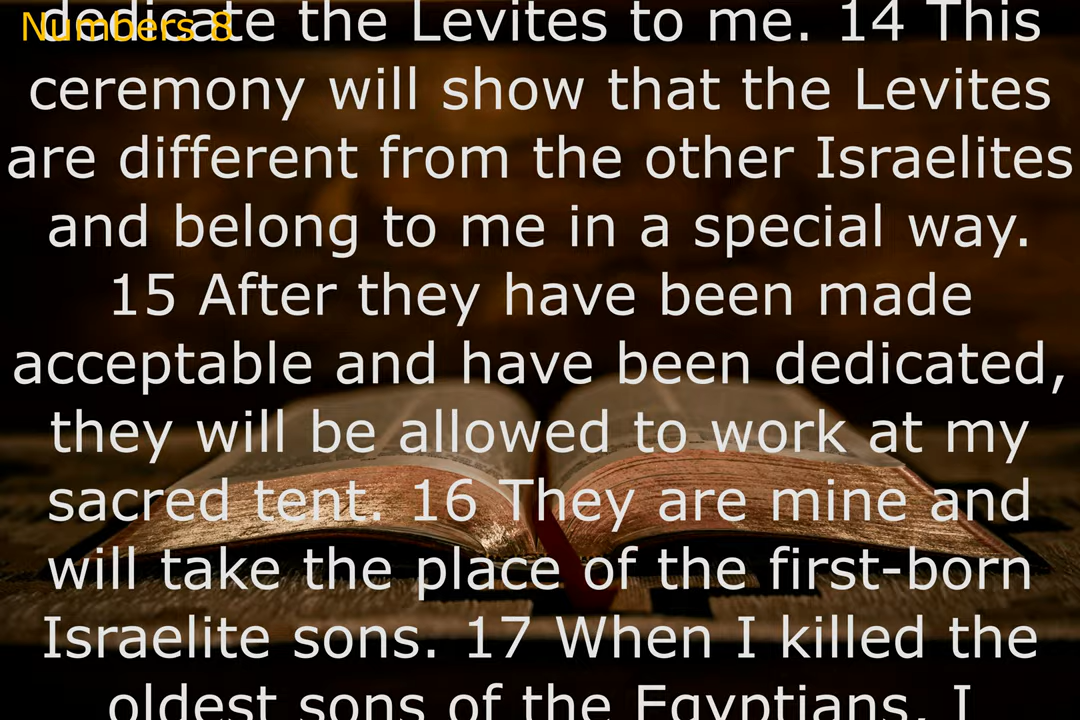 Numbers 8
dedicate the Levites to me. 14 This
ceremony will show that the Levites
are different from the other Israelites
and belong to me in a special way.
15 After they have been made
acceptable and have been dedicated,
they will be allowed to work at my
sacred tent. 16 They are mine and
will take the place of the first-born
Israelite sons. 17 When I killed the
oldest sons of the Egyptians, I